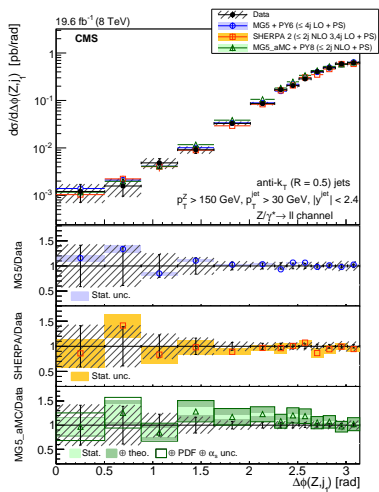 19.6 fb⁻¹ (8 TeV)
CMS
Data
MG5 + PY6 (≤ 4j LO + PS)
SHERPA 2 (≤ 2j NLO 3,4j LO + PS)
MG5_aMC + PY8 (≤ 2j NLO + PS)
dσ/dΔϕ(Z,j₁) [pb/rad]
1
10⁻¹
10⁻²
10⁻³
anti-k_T (R = 0.5) jets
p_T^Z > 150 GeV, p_T^jet > 30 GeV, |y^jet| < 2.4
Z/γ*→ ll channel
MG5/Data
1.5
1
0.5
Stat. unc.
SHERPA/Data
1.5
1
0.5
Stat. unc.
MG5_aMC/Data
1.5
1
0.5
Stat. ⊕ theo. ⊕ PDF ⊕ α_s unc.
0 0.5 1 1.5 2 2.5 3
Δϕ(Z,j₁) [rad]